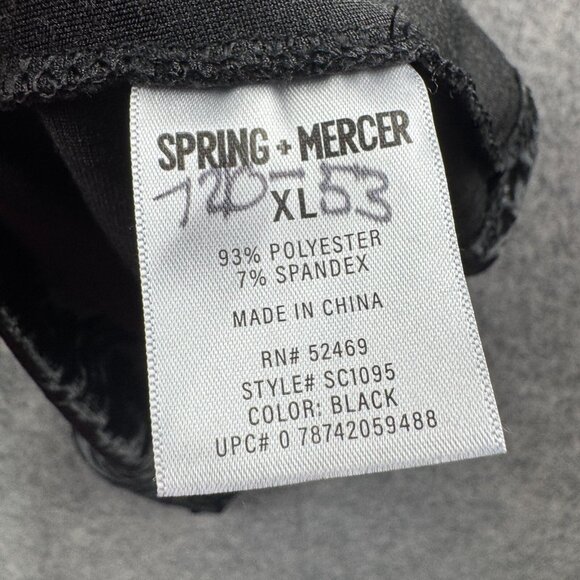 SPRING + MERCER
720-53
XL
93% POLYESTER
7% SPANDEX
MADE IN CHINA
RN# 52469
STYLE# SC1095
COLOR: BLACK
UPC# 0 78742059488